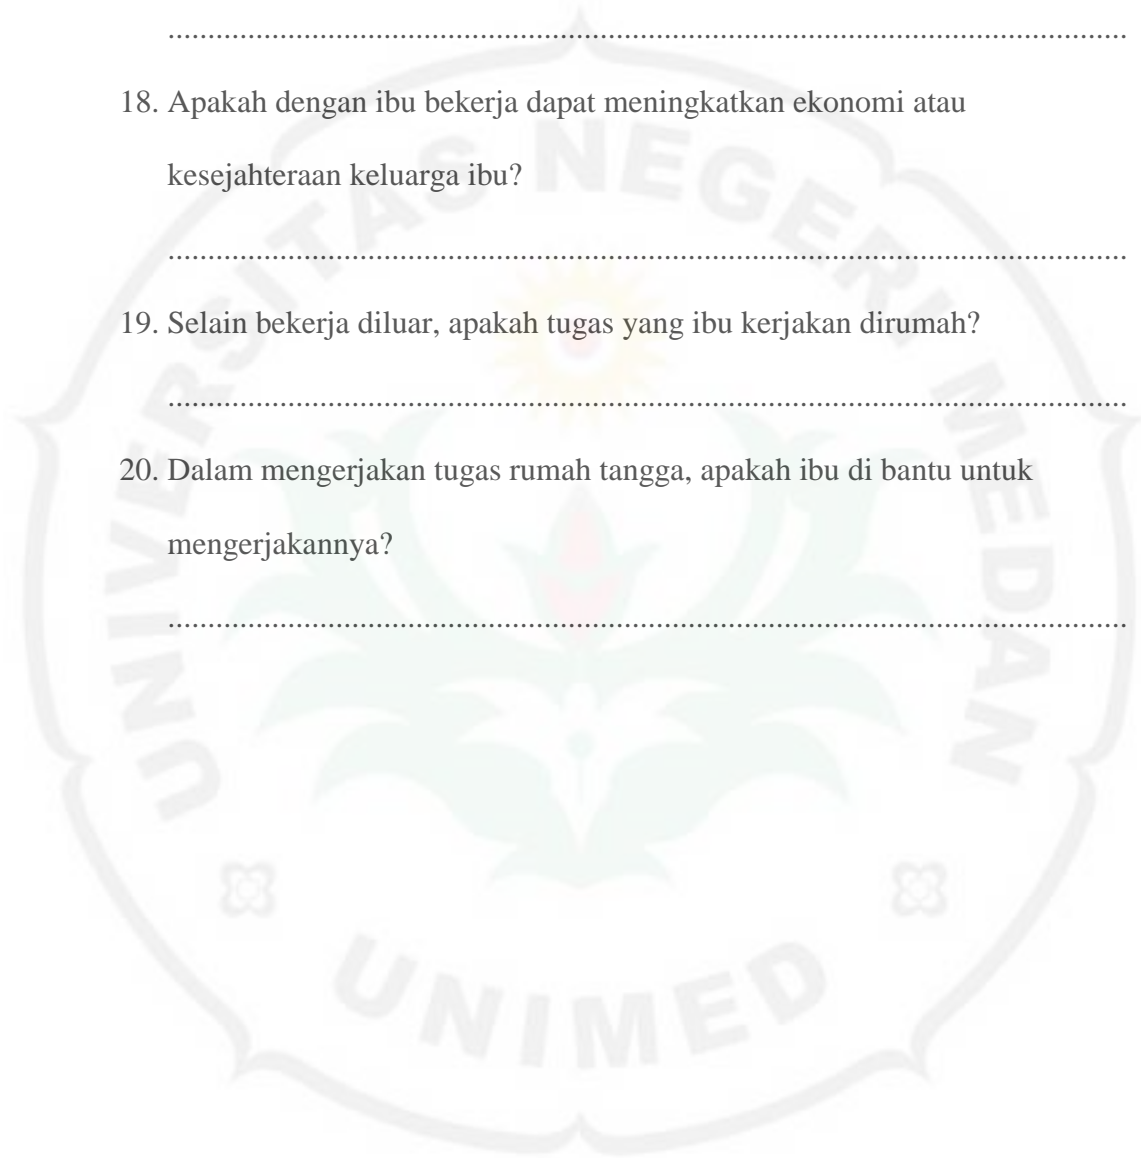 ................................................................................................................
18. Apakah dengan ibu bekerja dapat meningkatkan ekonomi atau
kesejahteraan keluarga ibu?
................................................................................................................
19. Selain bekerja diluar, apakah tugas yang ibu kerjakan dirumah?
................................................................................................................
20. Dalam mengerjakan tugas rumah tangga, apakah ibu di bantu untuk
mengerjakannya?
................................................................................................................
UNIVERSITAS NEGERI MEDAN
UNIMED